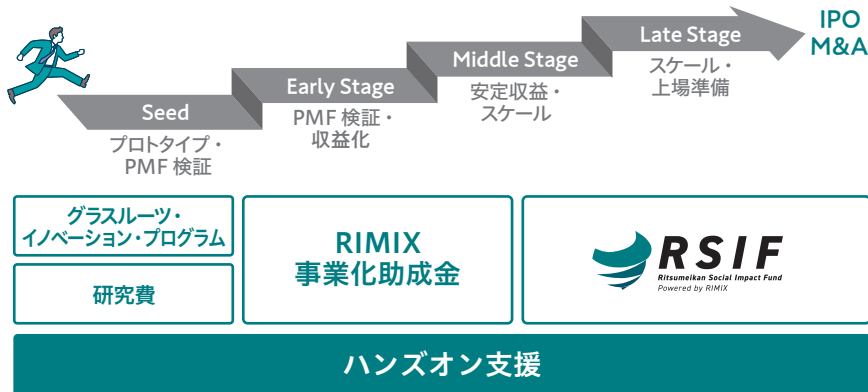 IPO
M&A
Late Stage
スケール・
上場準備
Middle Stage
安定収益・
スケール
Early Stage
PMF 検証・
収益化
Seed
プロトタイプ・
PMF 検証
グラスルーツ・
イノベーション・プログラム
研究費
RIMIX
事業化助成金
RSIF
Ritsumeikan Social Impact Fund
Powered by RIMIX
ハンズオン支援